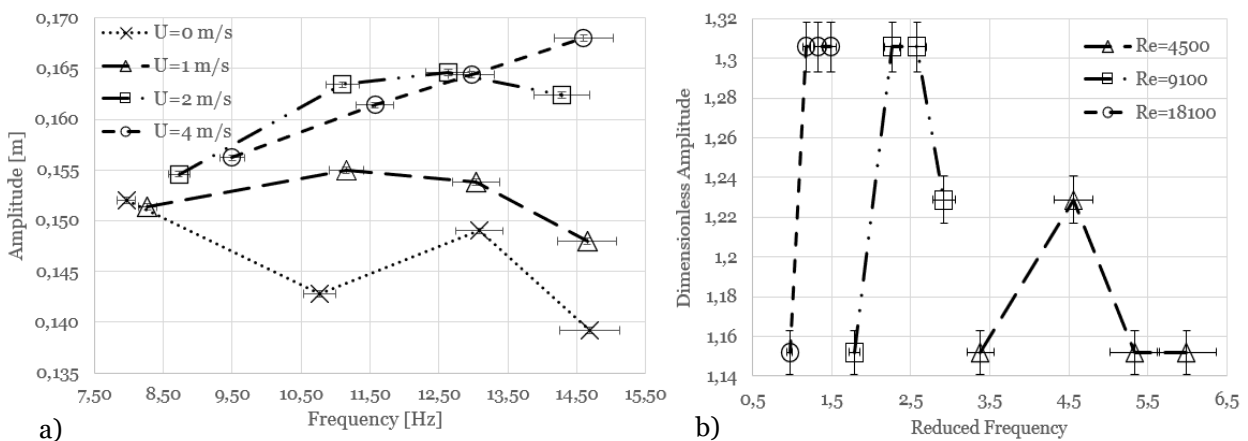 0,170
0,165
0,160
0,155
0,150
0,145
0,140
0,135
Amplitude [m]
U=0 m/s
U=1 m/s
U=2 m/s
U=4 m/s
7,50 8,50 9,50 10,50 11,50 12,50 13,50 14,50 15,50
Frequency [Hz]
a)
1,32
1,3
1,28
1,26
1,24
1,22
1,2
1,18
1,16
1,14
Dimensionless Amplitude
Re=4500
Re=9100
Re=18100
0,5 1,5 2,5 3,5 4,5 5,5 6,5
Reduced Frequency
b)